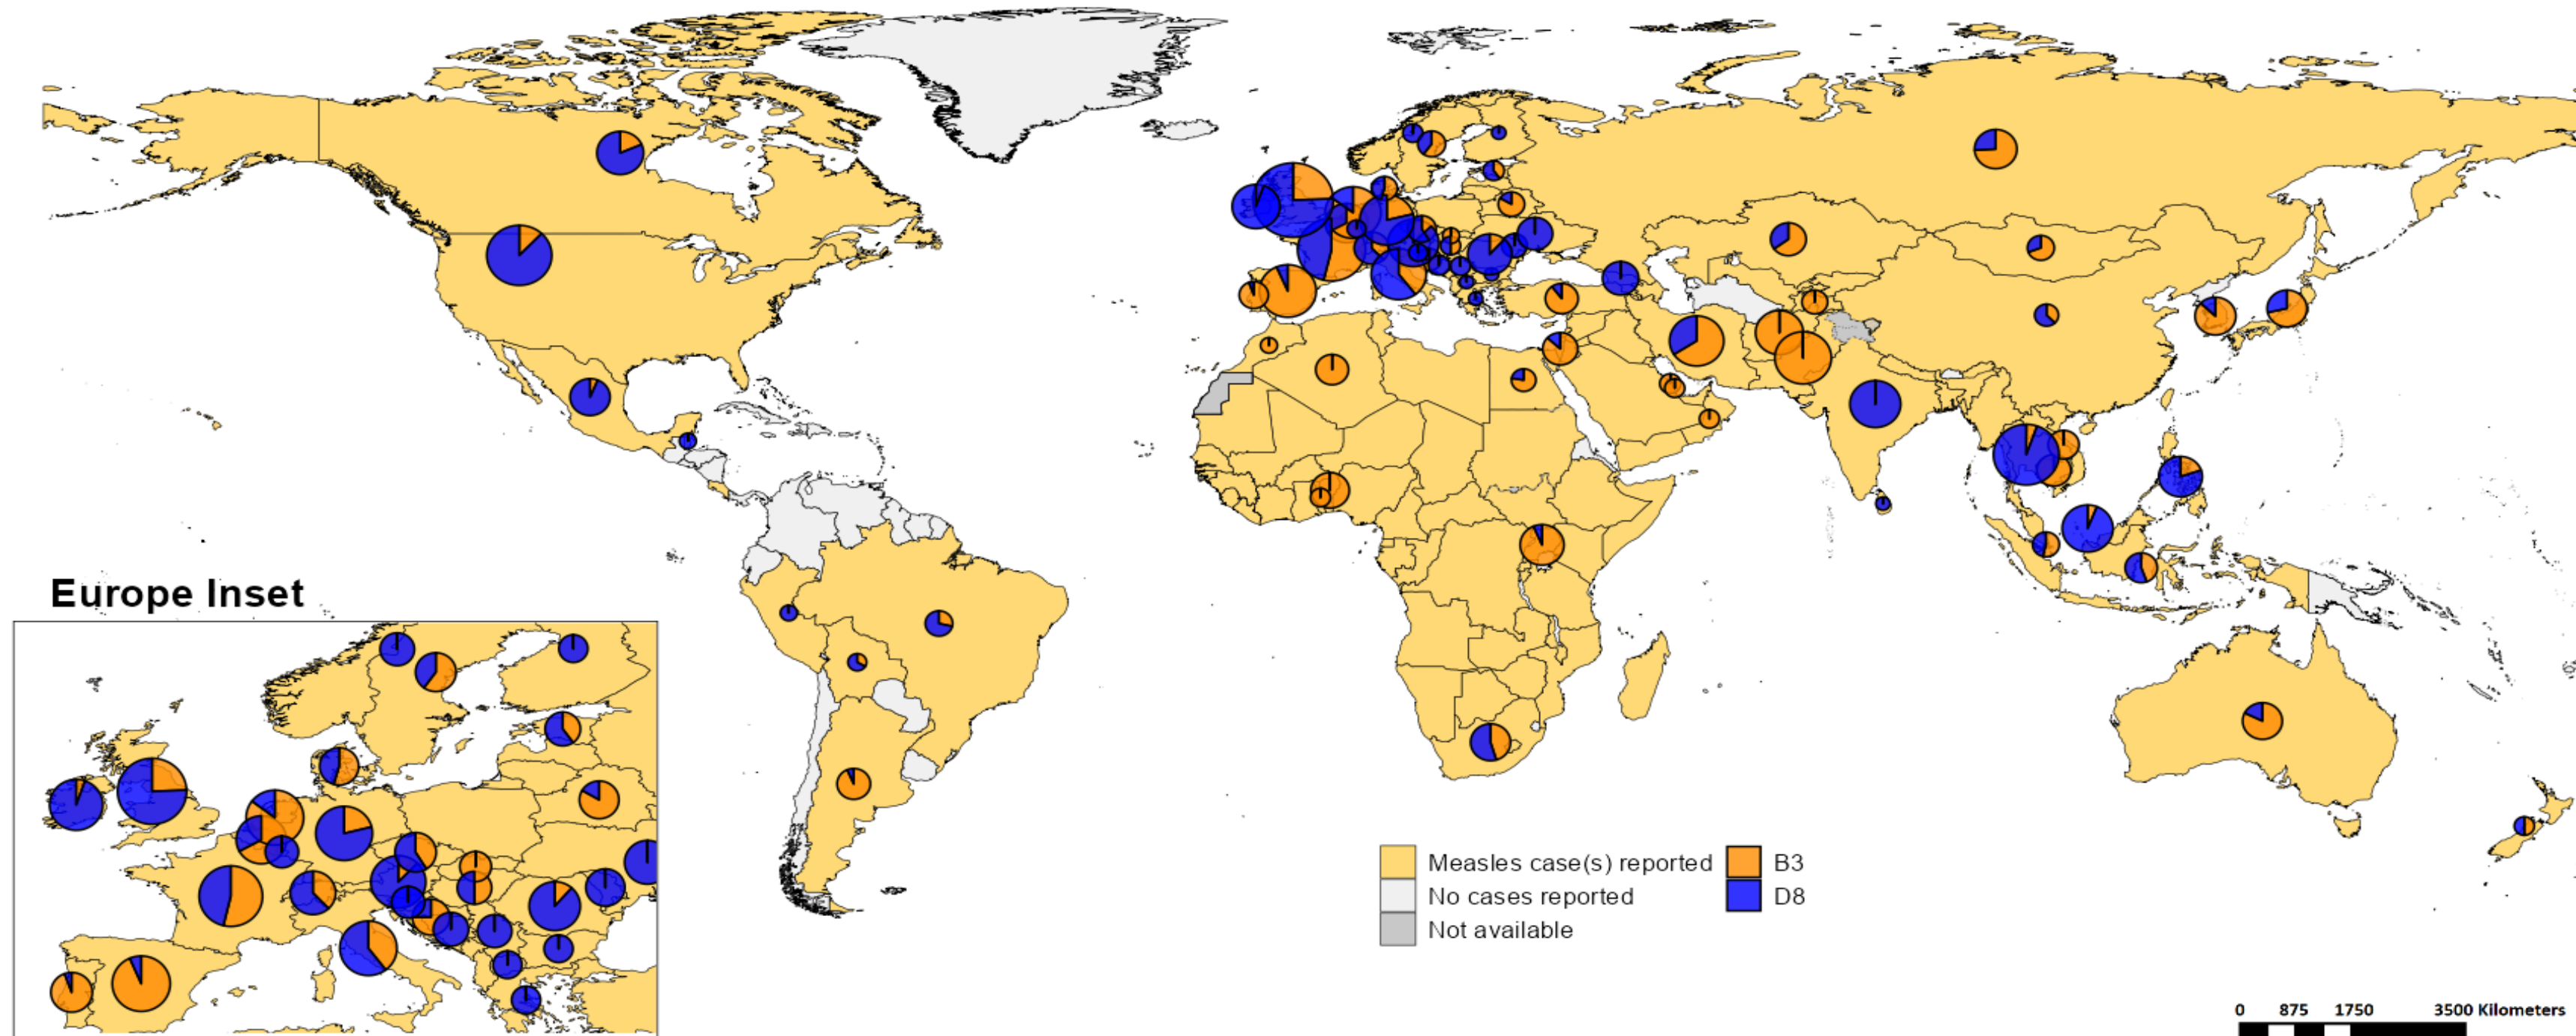 Europe Inset
Measles case(s) reported
No cases reported
Not available
B3
D8
0 875 1750 3500 Kilometers